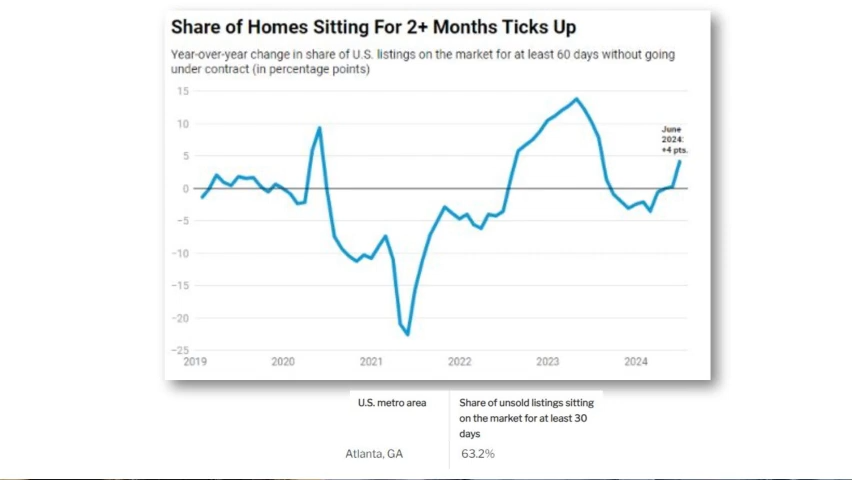 Share of Homes Sitting For 2+ Months Ticks Up
Year-over-year change in share of U.S. listings on the market for at least 60 days without going
under contract (in percentage points)
15
10
5
0
−5
−10
−15
−20
−25
June
2024:
+4 pts.
2019 2020 2021 2022 2023 2024
U.S. metro area
Share of unsold listings sitting
on the market for at least 30
days
Atlanta, GA 63.2%